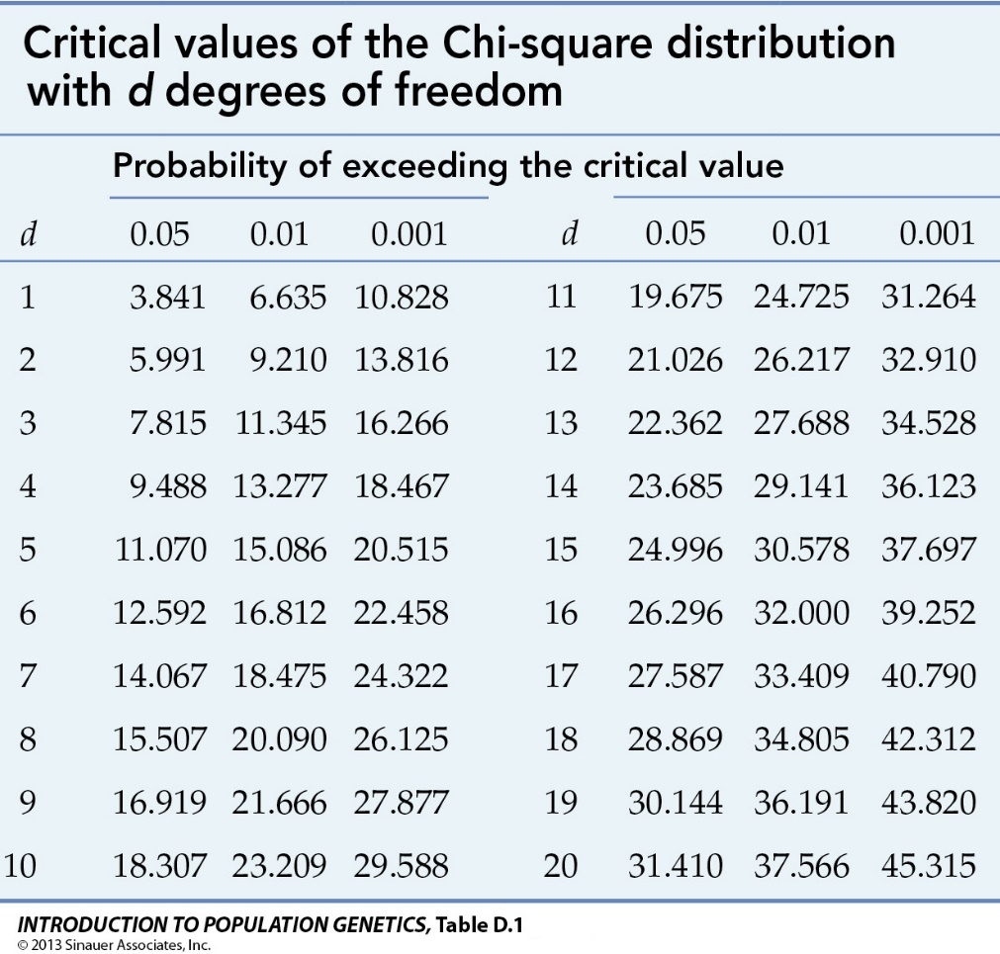 Critical values of the Chi-square distribution
with d degrees of freedom
Probability of exceeding the critical value
d 0.05 0.01 0.001 d 0.05 0.01 0.001
1 3.841 6.635 10.828 11 19.675 24.725 31.264
2 5.991 9.210 13.816 12 21.026 26.217 32.910
3 7.815 11.345 16.266 13 22.362 27.688 34.528
4 9.488 13.277 18.467 14 23.685 29.141 36.123
5 11.070 15.086 20.515 15 24.996 30.578 37.697
6 12.592 16.812 22.458 16 26.296 32.000 39.252
7 14.067 18.475 24.322 17 27.587 33.409 40.790
8 15.507 20.090 26.125 18 28.869 34.805 42.312
9 16.919 21.666 27.877 19 30.144 36.191 43.820
10 18.307 23.209 29.588 20 31.410 37.566 45.315
INTRODUCTION TO POPULATION GENETICS, Table D.1
© 2013 Sinauer Associates, Inc.